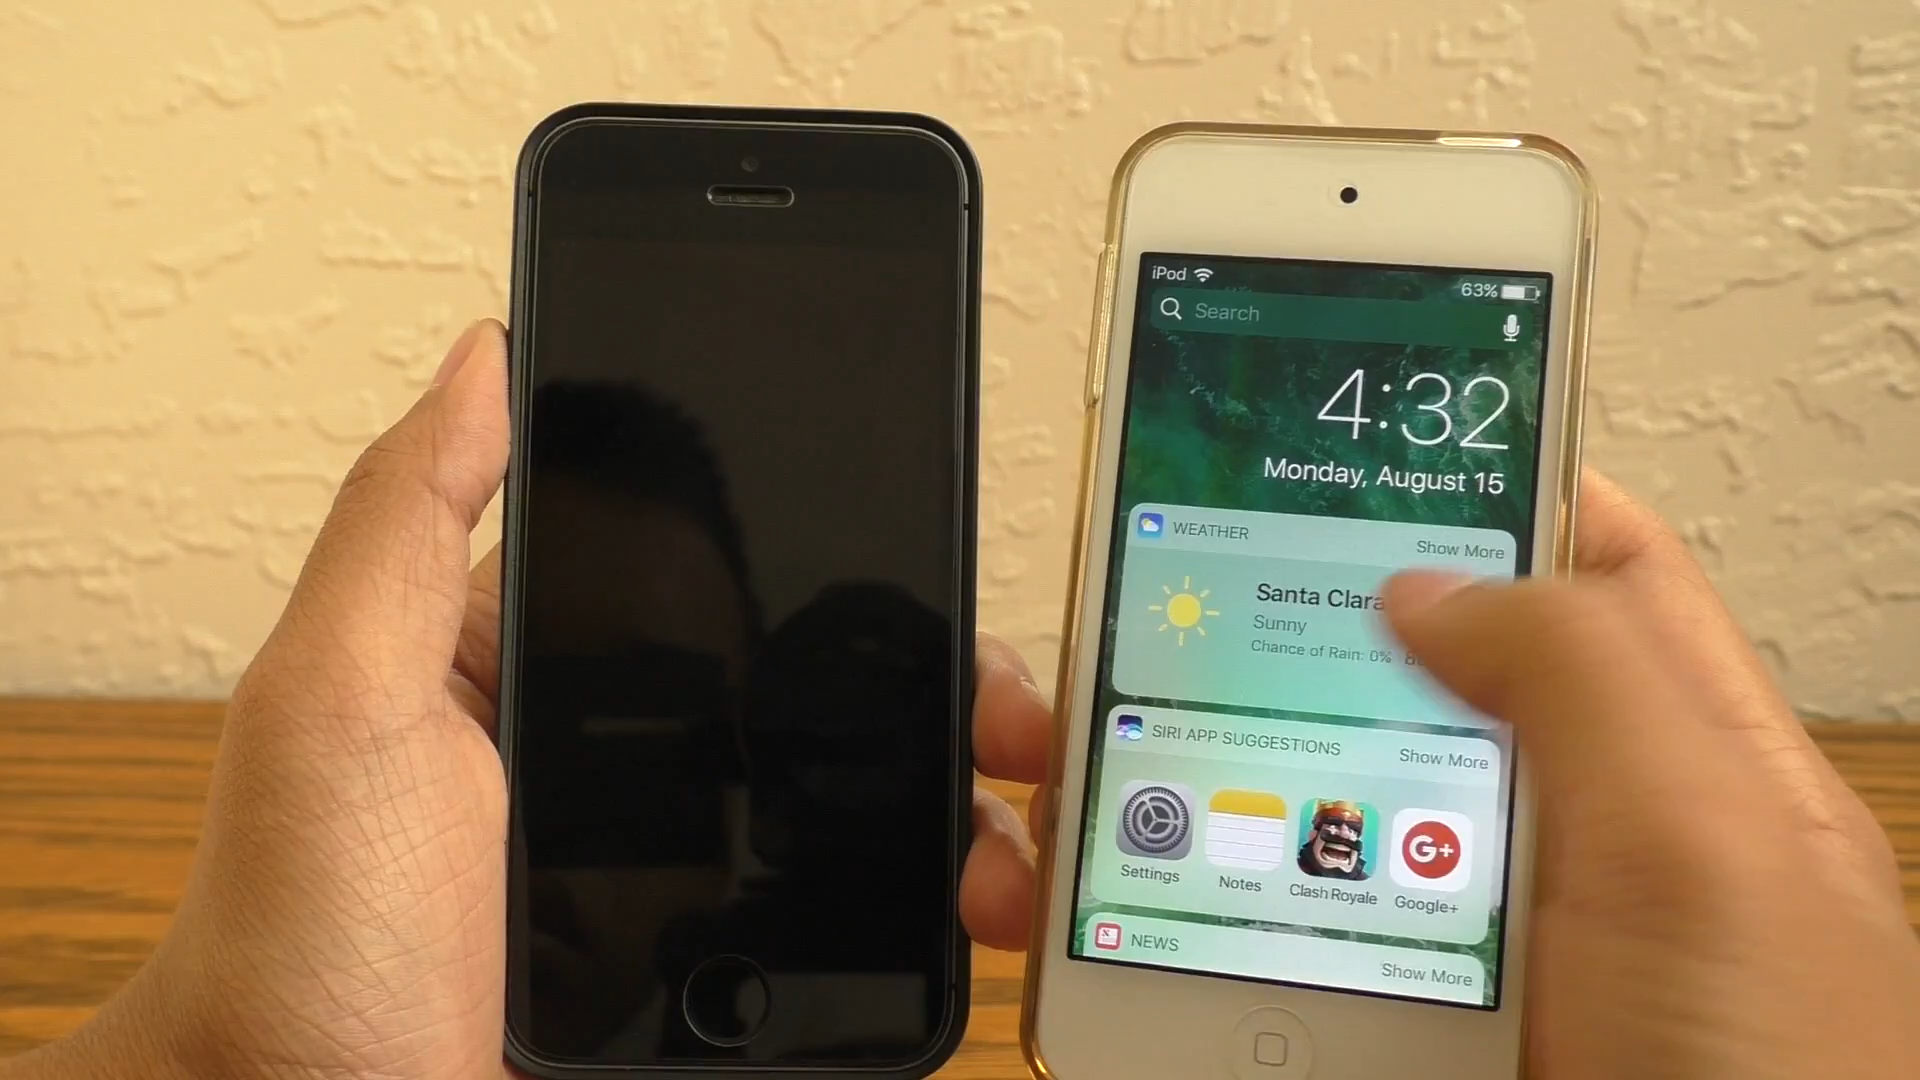 iPod
63%
Search
4:32
Monday, August 15
WEATHER
Show More
Santa Clara
Sunny
Chance of Rain: 0%
SIRI APP SUGGESTIONS
Show More
Settings
Notes
Clash Royale
Google+
G+
NEWS
Show More